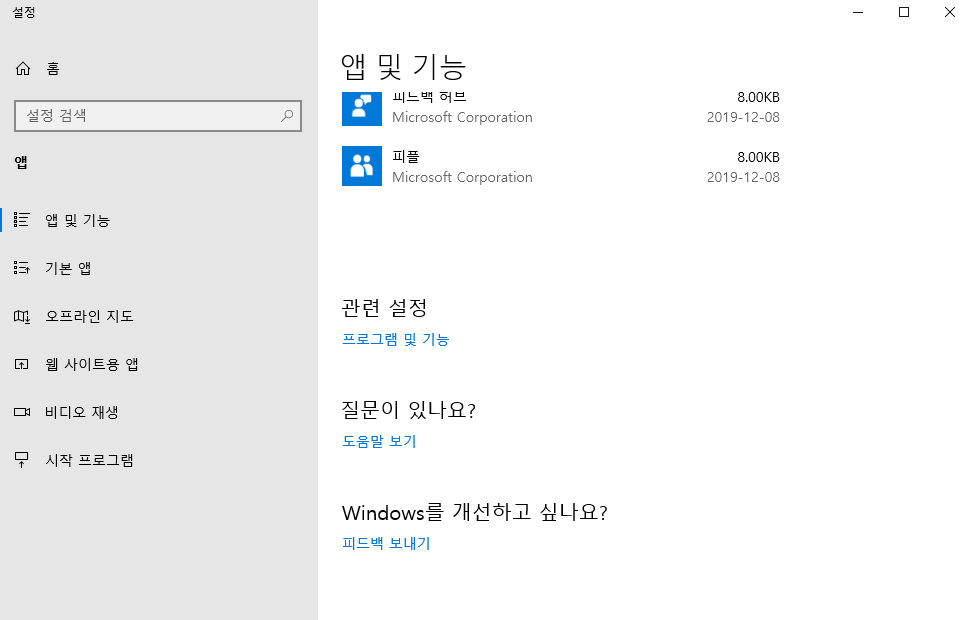 설정
홈
설정 검색
앱
앱 및 기능
기본 앱
오프라인 지도
웹 사이트용 앱
비디오 재생
시작 프로그램
앱 및 기능
피드백 허브 8.00KB
Microsoft Corporation 2019-12-08
피플 8.00KB
Microsoft Corporation 2019-12-08
관련 설정
프로그램 및 기능
질문이 있나요?
도움말 보기
Windows를 개선하고 싶나요?
피드백 보내기